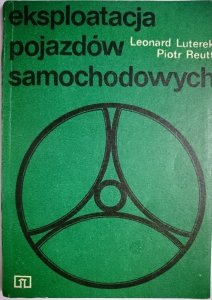 eksploatacja
pojazdów
samochodowych
Leonard Luterek
Piotr Reutt